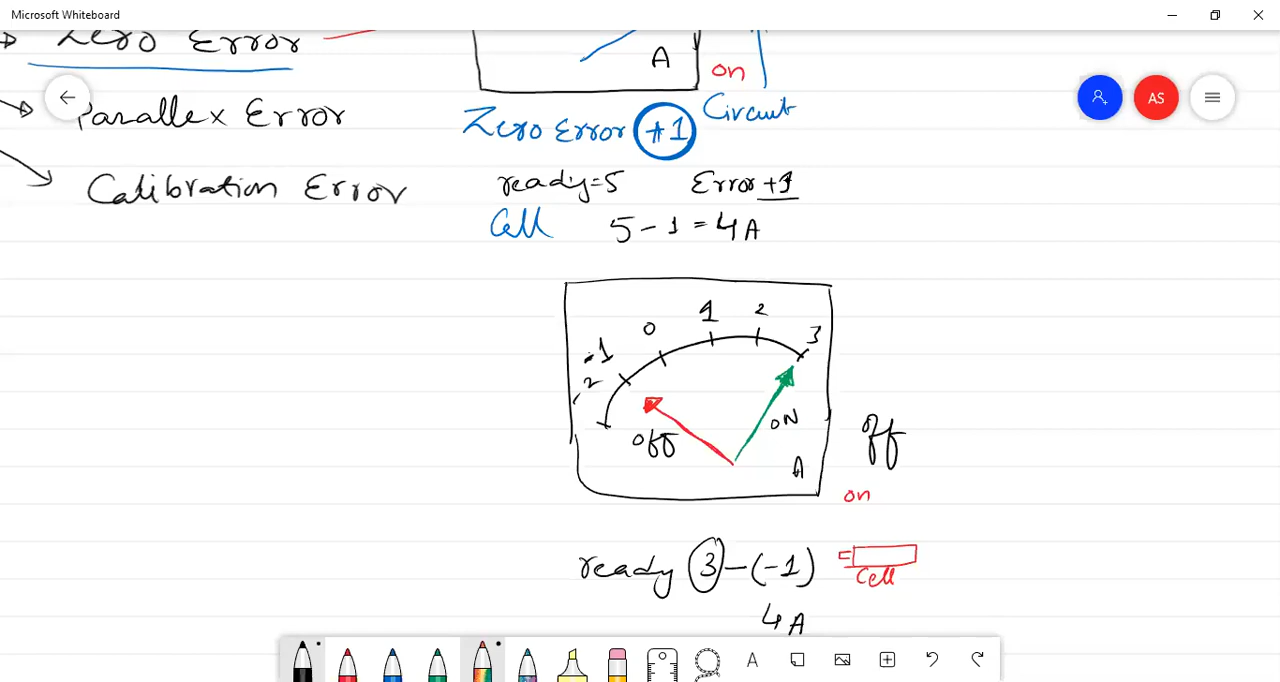 Microsoft Whiteboard
Zero Error
Parallex Error
Calibration Error
A
on
Circuit
Zero Error +1
ready=5 Error +1
Cell 5 - 1 = 4A
-2 -1 0 1 2 3
off
ON
A
off
on
ready 3-(-1) =
Cell
4A
AS
A